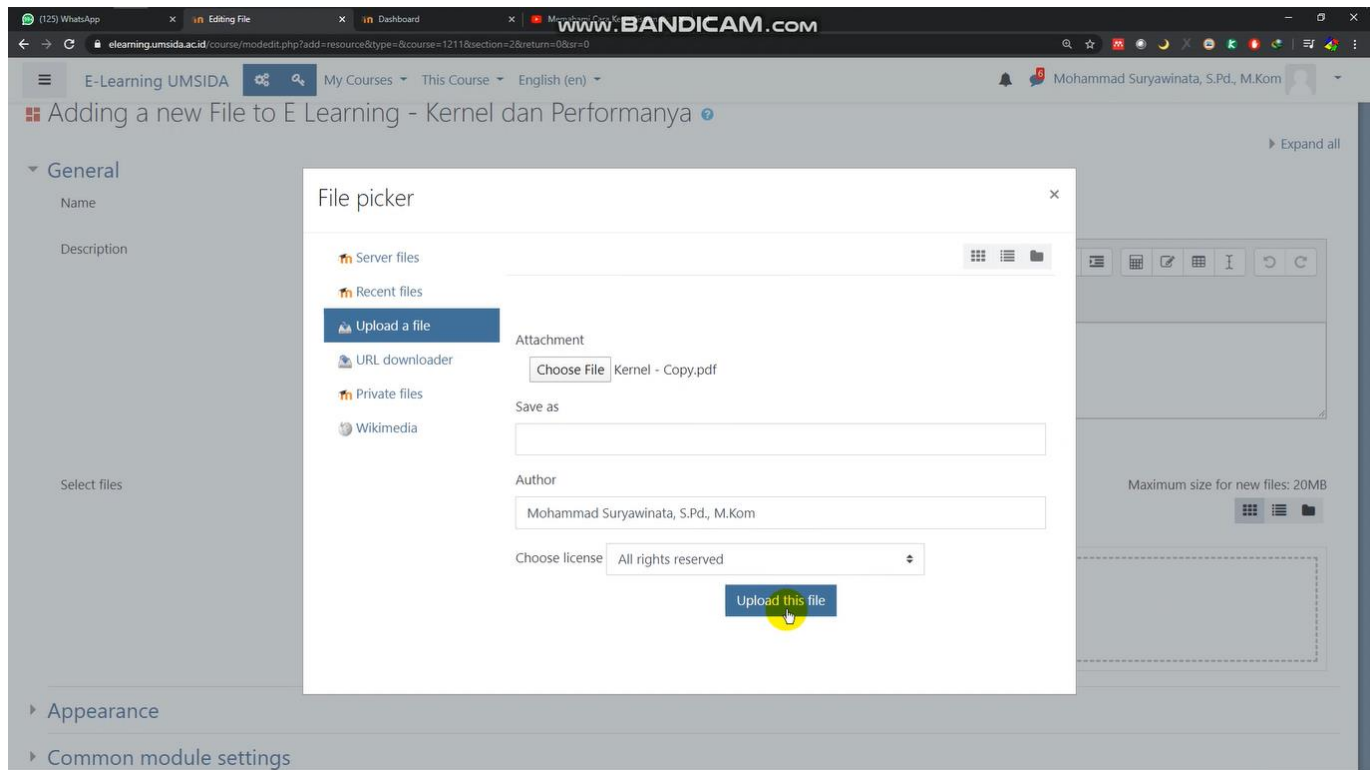 (125) WhatsApp
Editing File
Dashboard
www.BANDICAM.com
elearning.umsida.ac.id/course/modedit.php?add=resource&type=&course=1211&section=2&return=0&sr=0
E-Learning UMSIDA My Courses This Course English (en) 8 Mohammad Suryawinata, S.Pd., M.Kom
Adding a new File to E Learning - Kernel dan Performanya
Expand all
General
Name
Description
File picker
Server files
Recent files
Upload a file
URL downloader
Private files
Wikimedia
Attachment
Choose File Kernel - Copy.pdf
Save as
Author
Mohammad Suryawinata, S.Pd., M.Kom
Choose license All rights reserved
Upload this file
Select files
Maximum size for new files: 20MB
Appearance
Common module settings